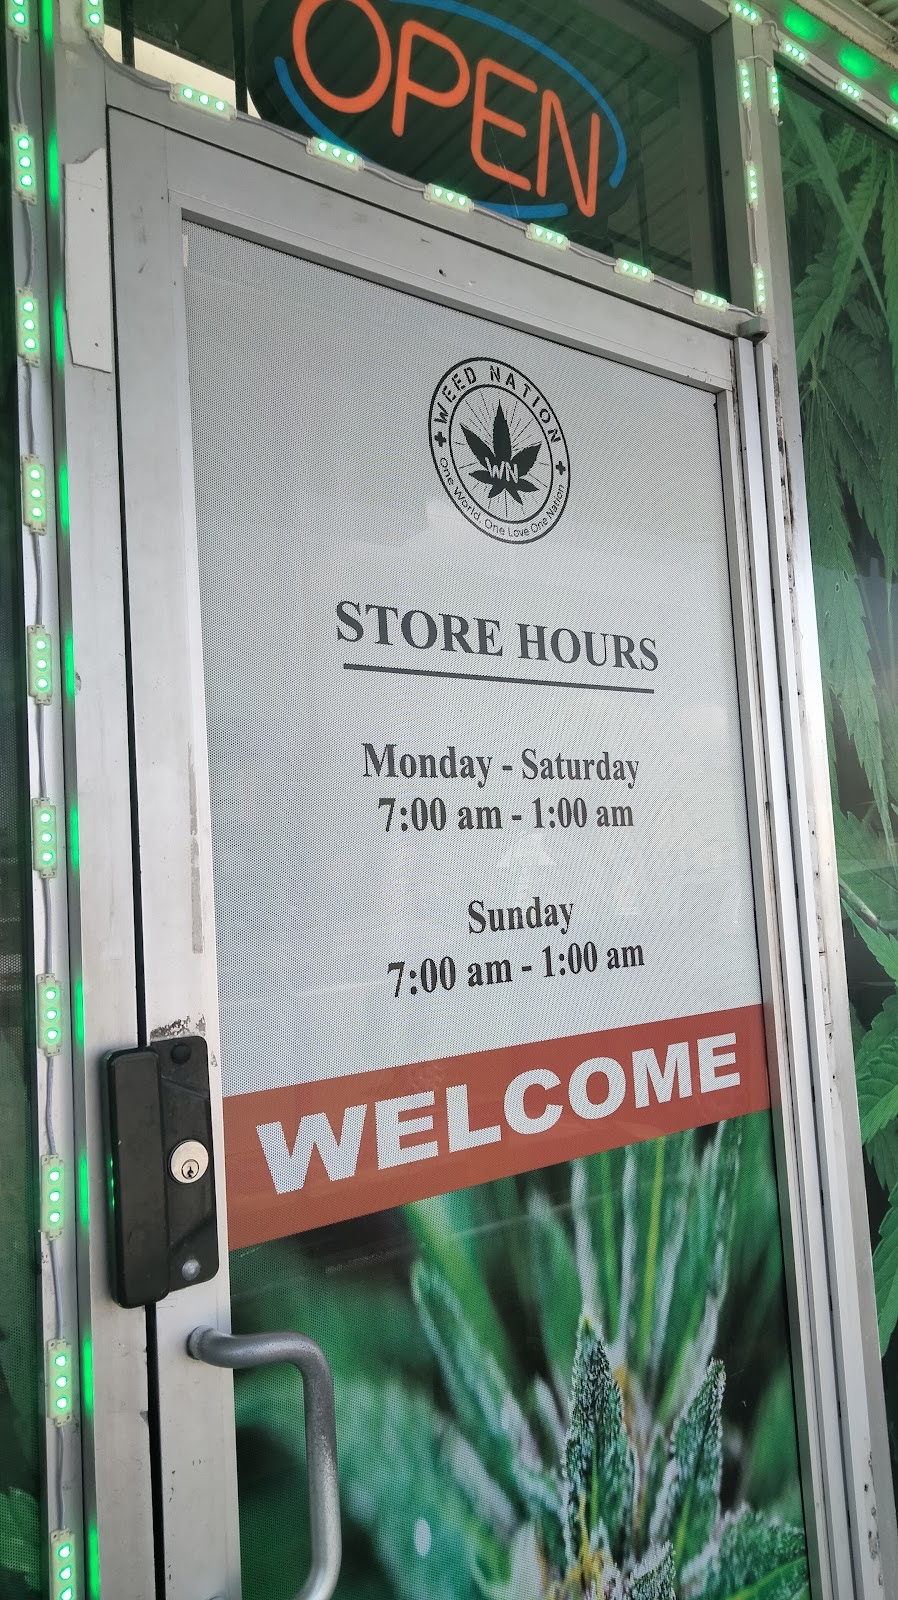 OPEN
WEED NATION
WN
One World, One Love One Nation
STORE HOURS
Monday - Saturday
7:00 am - 1:00 am
Sunday
7:00 am - 1:00 am
WELCOME